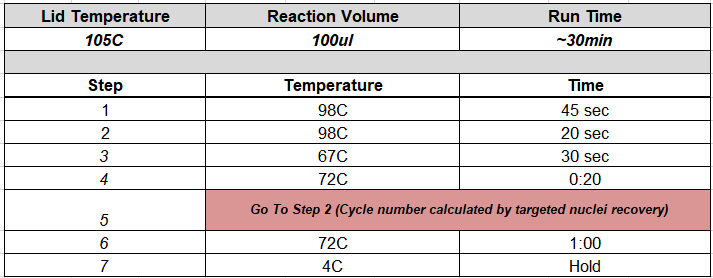 Lid Temperature Reaction Volume Run Time
105C 100ul ~30min
Step Temperature Time
1 98C 45 sec
2 98C 20 sec
3 67C 30 sec
4 72C 0:20
5 Go To Step 2 (Cycle number calculated by targeted nuclei recovery)
6 72C 1:00
7 4C Hold